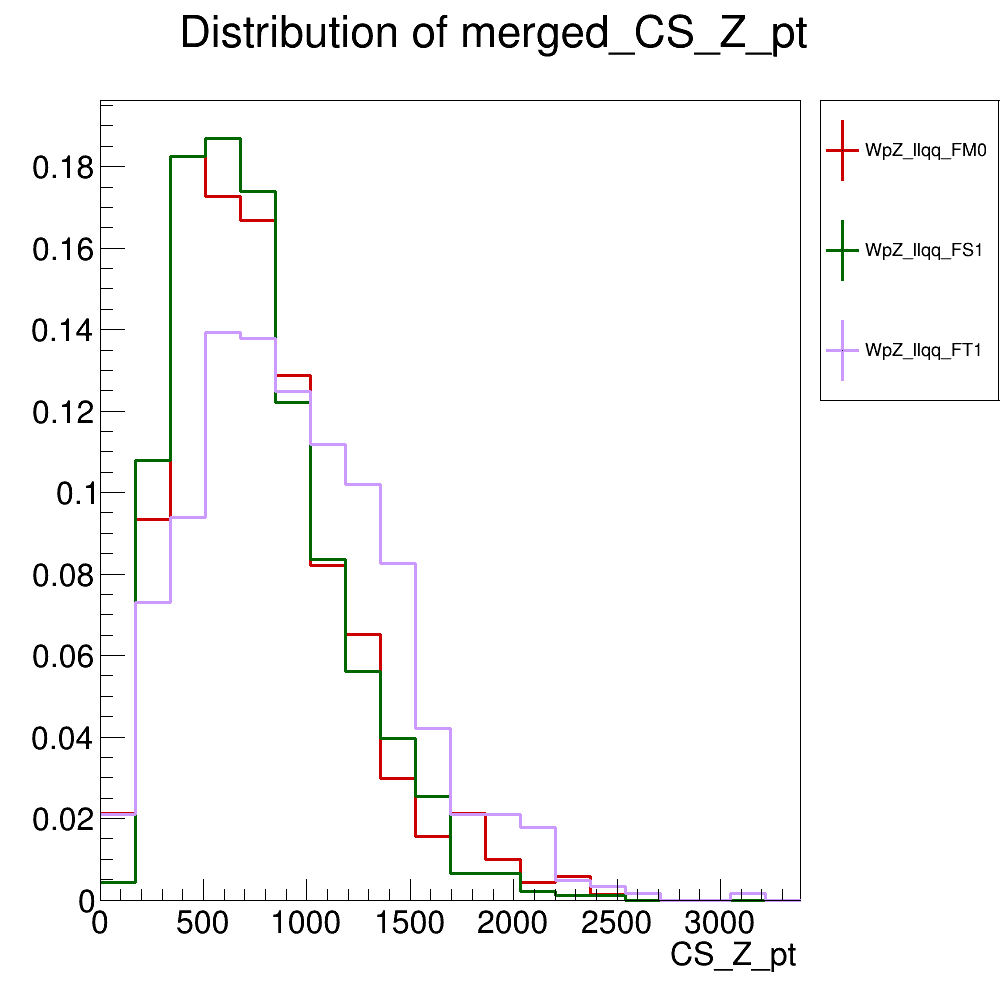 Distribution of merged_CS_Z_pt
WpZ_llqq_FM0
WpZ_llqq_FS1
WpZ_llqq_FT1
0.18
0.16
0.14
0.12
0.1
0.08
0.06
0.04
0.02
0
0 500 1000 1500 2000 2500 3000
CS_Z_pt